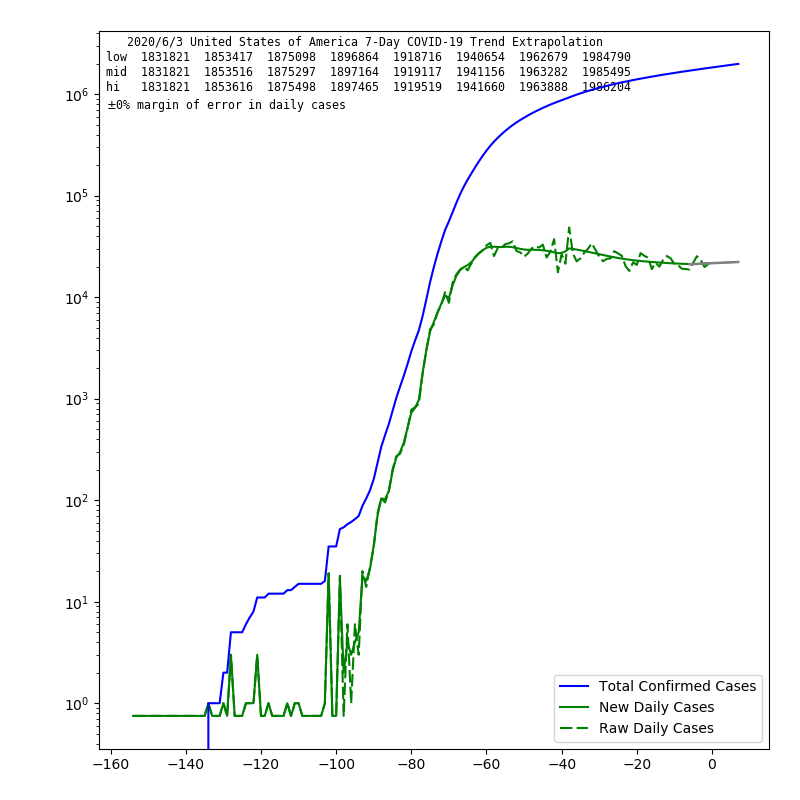 2020/6/3 United States of America 7-Day COVID-19 Trend Extrapolation
low 1831821 1853417 1875098 1896864 1918716 1940654 1962679 1984790
mid 1831821 1853516 1875297 1897164 1919117 1941156 1963282 1985495
hi 1831821 1853616 1875498 1897465 1919519 1941660 1963888 1986204
±0% margin of error in daily cases
10⁶
10⁵
10⁴
10³
10²
10¹
10⁰
Total Confirmed Cases
New Daily Cases
Raw Daily Cases
−160 −140 −120 −100 −80 −60 −40 −20 0